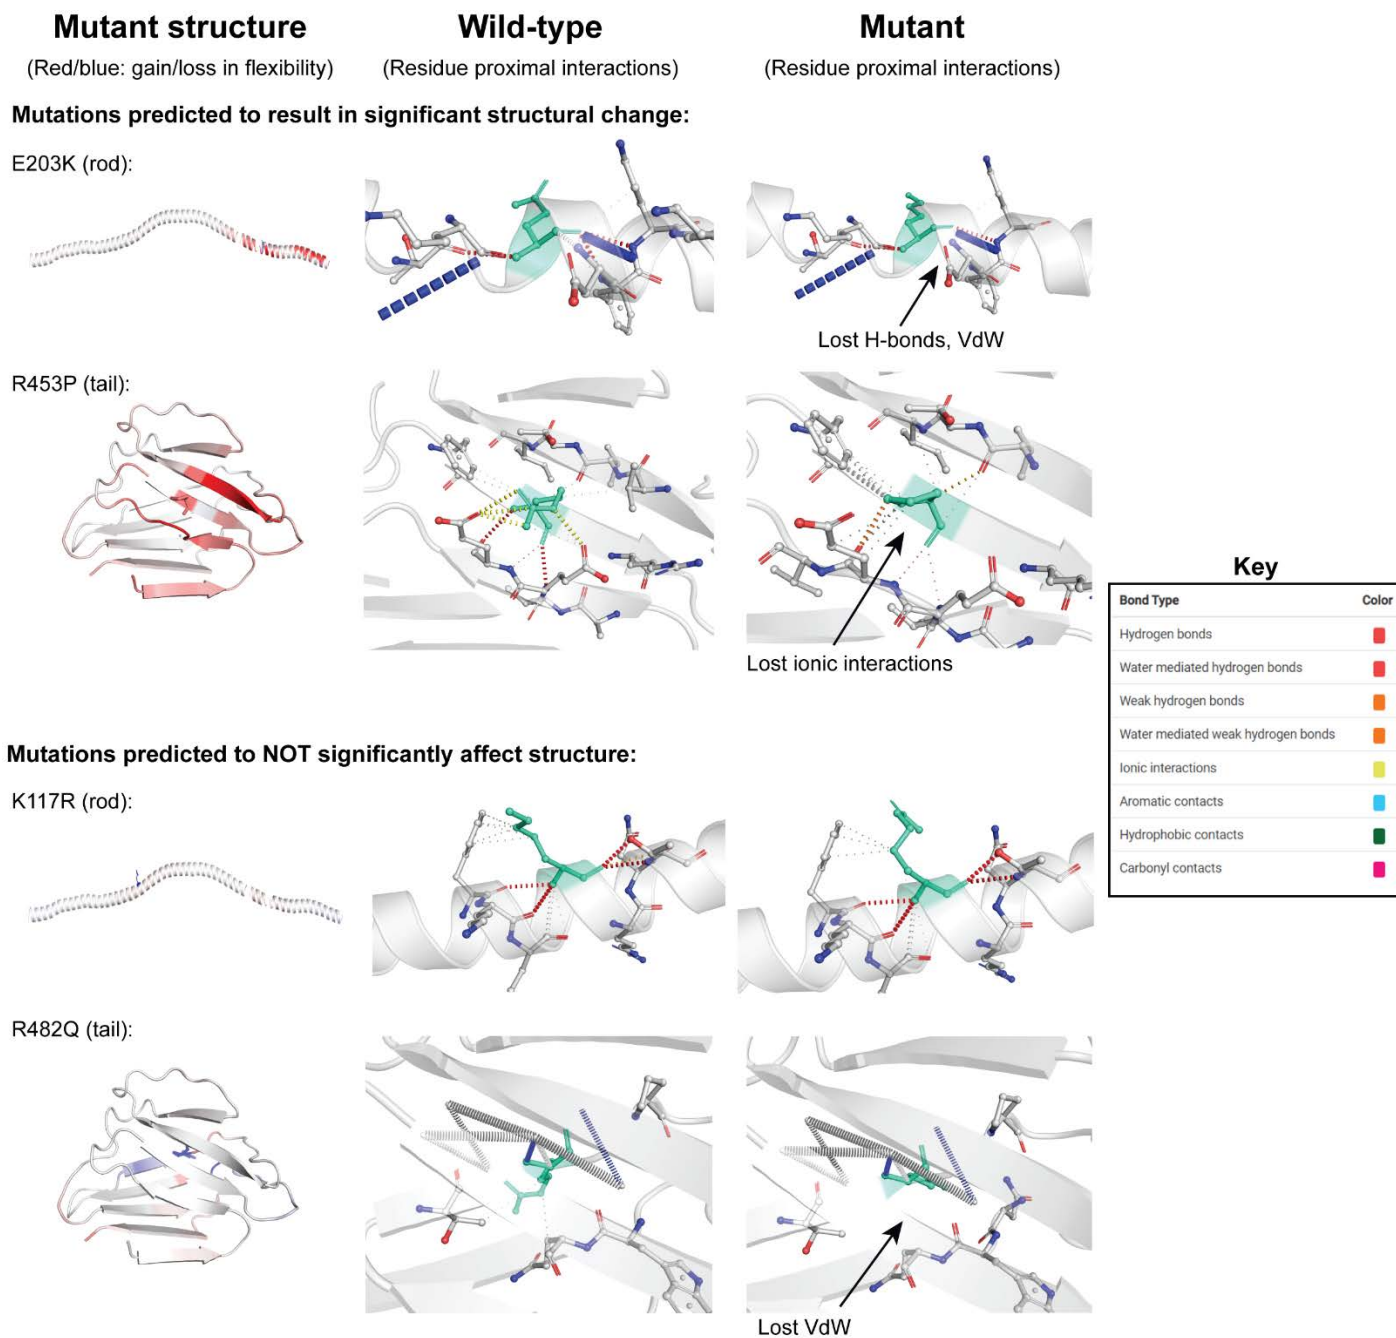 Mutant structure
Wild-type
Mutant
(Red/blue: gain/loss in flexibility)
(Residue proximal interactions)
(Residue proximal interactions)
Mutations predicted to result in significant structural change:
E203K (rod):
Lost H-bonds, VdW
R453P (tail):
Lost ionic interactions
Key
Bond Type
Color
Hydrogen bonds
Water mediated hydrogen bonds
Weak hydrogen bonds
Water mediated weak hydrogen bonds
Ionic interactions
Aromatic contacts
Hydrophobic contacts
Carbonyl contacts
Mutations predicted to NOT significantly affect structure:
K117R (rod):
R482Q (tail):
Lost VdW